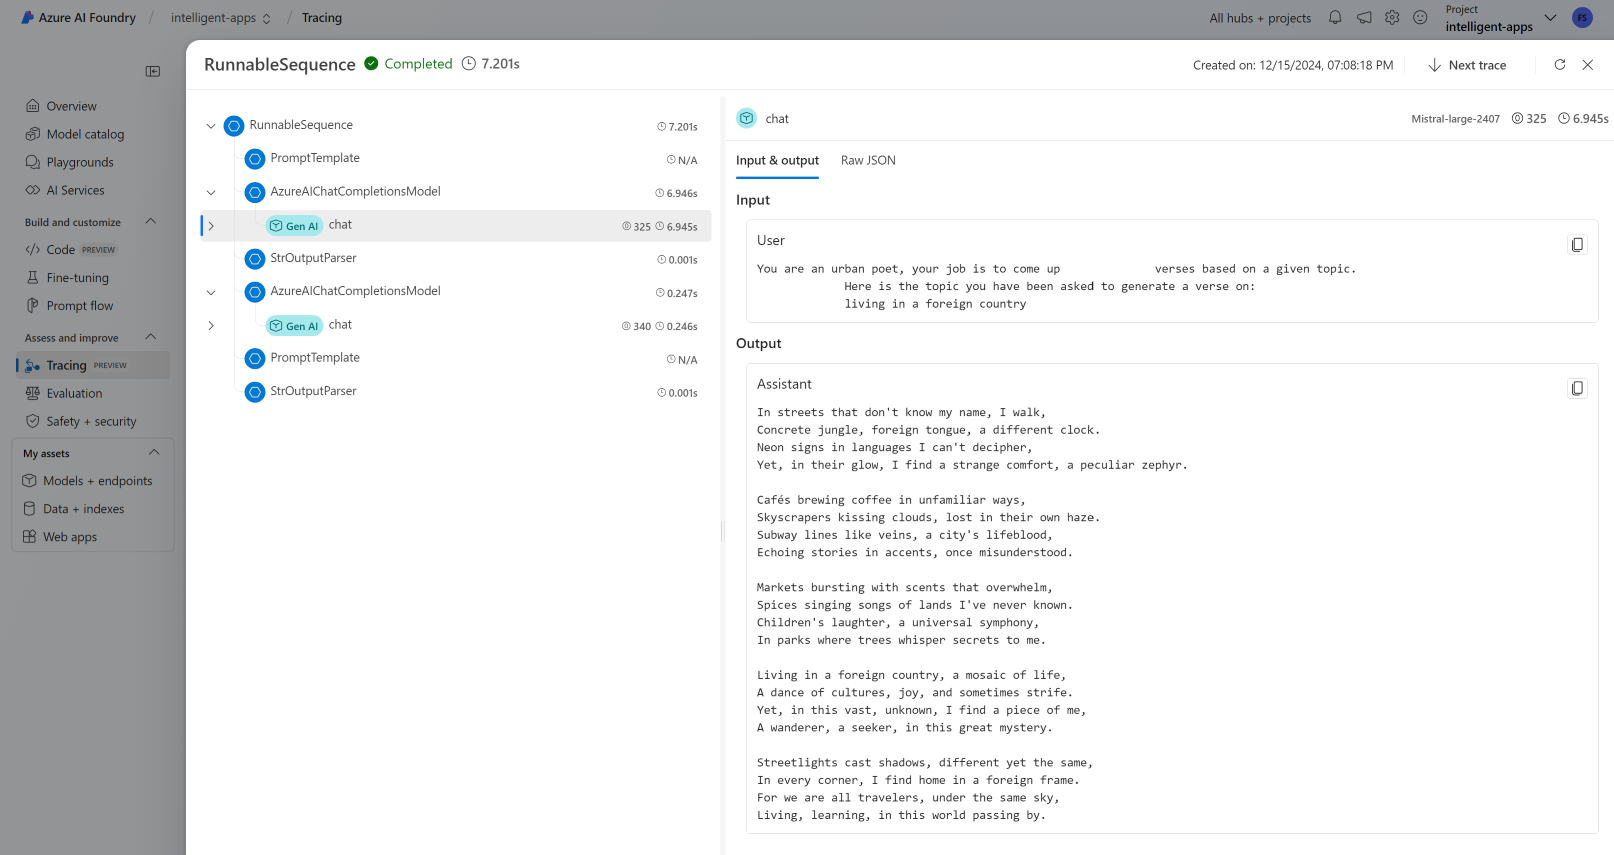 Azure AI Foundry / intelligent-apps / Tracing
All hubs + projects
Project
intelligent-apps
FS
Overview
Model catalog
Playgrounds
AI Services
Build and customize
Code PREVIEW
Fine-tuning
Prompt flow
Assess and improve
Tracing PREVIEW
Evaluation
Safety + security
My assets
Models + endpoints
Data + indexes
Web apps
RunnableSequence Completed 7.201s
Created on: 12/15/2024, 07:08:18 PM
Next trace
RunnableSequence 7.201s
PromptTemplate N/A
AzureAIChatCompletionsModel 6.946s
Gen AI chat 325 6.945s
StrOutputParser 0.001s
AzureAIChatCompletionsModel 0.247s
Gen AI chat 340 0.246s
PromptTemplate N/A
StrOutputParser 0.001s
chat
Mistral-large-2407 325 6.945s
Input & output
Raw JSON
Input
User
You are an urban poet, your job is to come up verses based on a given topic.
Here is the topic you have been asked to generate a verse on:
living in a foreign country
Output
Assistant
In streets that don't know my name, I walk,
Concrete jungle, foreign tongue, a different clock.
Neon signs in languages I can't decipher,
Yet, in their glow, I find a strange comfort, a peculiar zephyr.
Cafés brewing coffee in unfamiliar ways,
Skyscrapers kissing clouds, lost in their own haze.
Subway lines like veins, a city's lifeblood,
Echoing stories in accents, once misunderstood.
Markets bursting with scents that overwhelm,
Spices singing songs of lands I've never known.
Children's laughter, a universal symphony,
In parks where trees whisper secrets to me.
Living in a foreign country, a mosaic of life,
A dance of cultures, joy, and sometimes strife.
Yet, in this vast, unknown, I find a piece of me,
A wanderer, a seeker, in this great mystery.
Streetlights cast shadows, different yet the same,
In every corner, I find home in a foreign frame.
For we are all travelers, under the same sky,
Living, learning, in this world passing by.